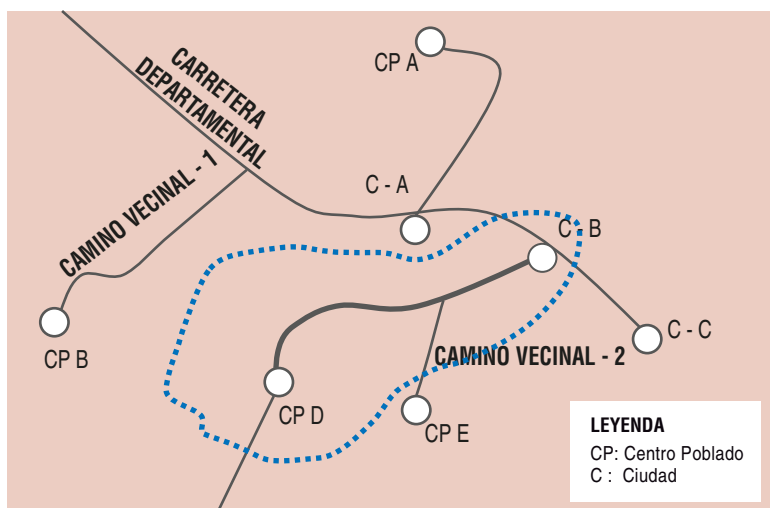 CP A
CARRETERA
DEPARTAMENTAL
CAMINO VECINAL - 1
C - A
C - B
CP B
C - C
CAMINO VECINAL - 2
CP D
CP E
LEYENDA
CP: Centro Poblado
C : Ciudad